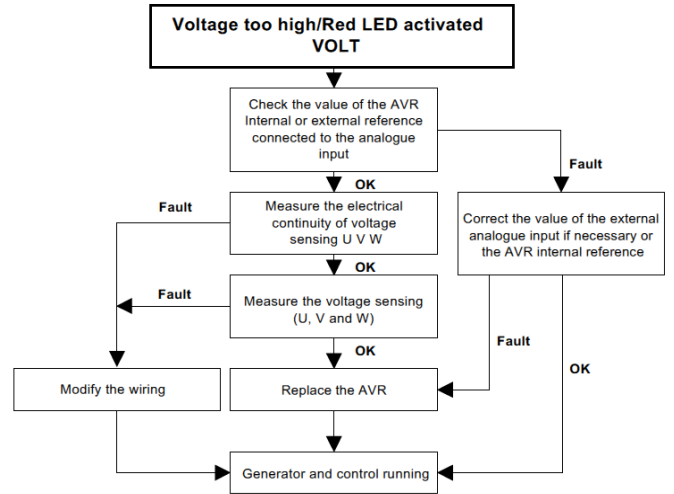 Voltage too high/Red LED activated
VOLT
Check the value of the AVR
Internal or external reference
connected to the analogue
input
Fault
OK
Fault
Measure the electrical
continuity of voltage
sensing U V W
Correct the value of the external
analogue input if necessary or
the AVR internal reference
OK
Fault
Measure the voltage sensing
(U, V and W)
OK
Fault
OK
Modify the wiring
Replace the AVR
Generator and control running